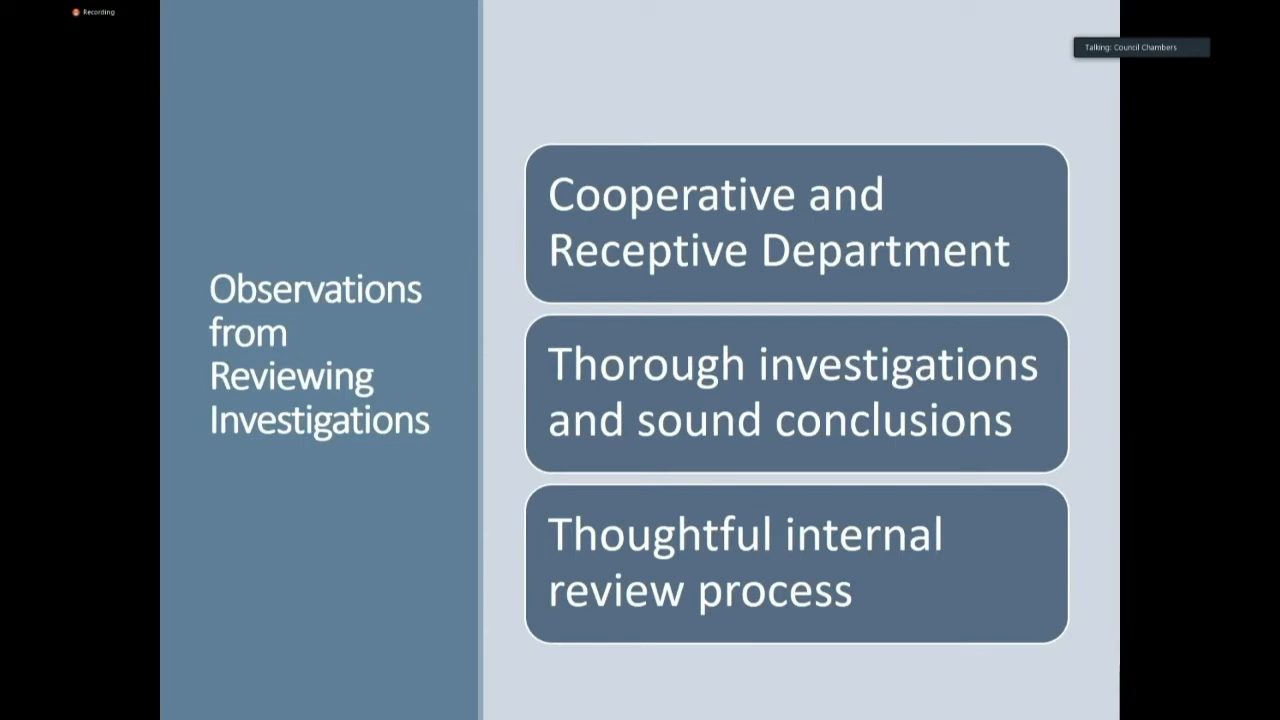 Recording
Talking: Council Chambers
Observations
from
Reviewing
Investigations
Cooperative and
Receptive Department
Thorough investigations
and sound conclusions
Thoughtful internal
review process